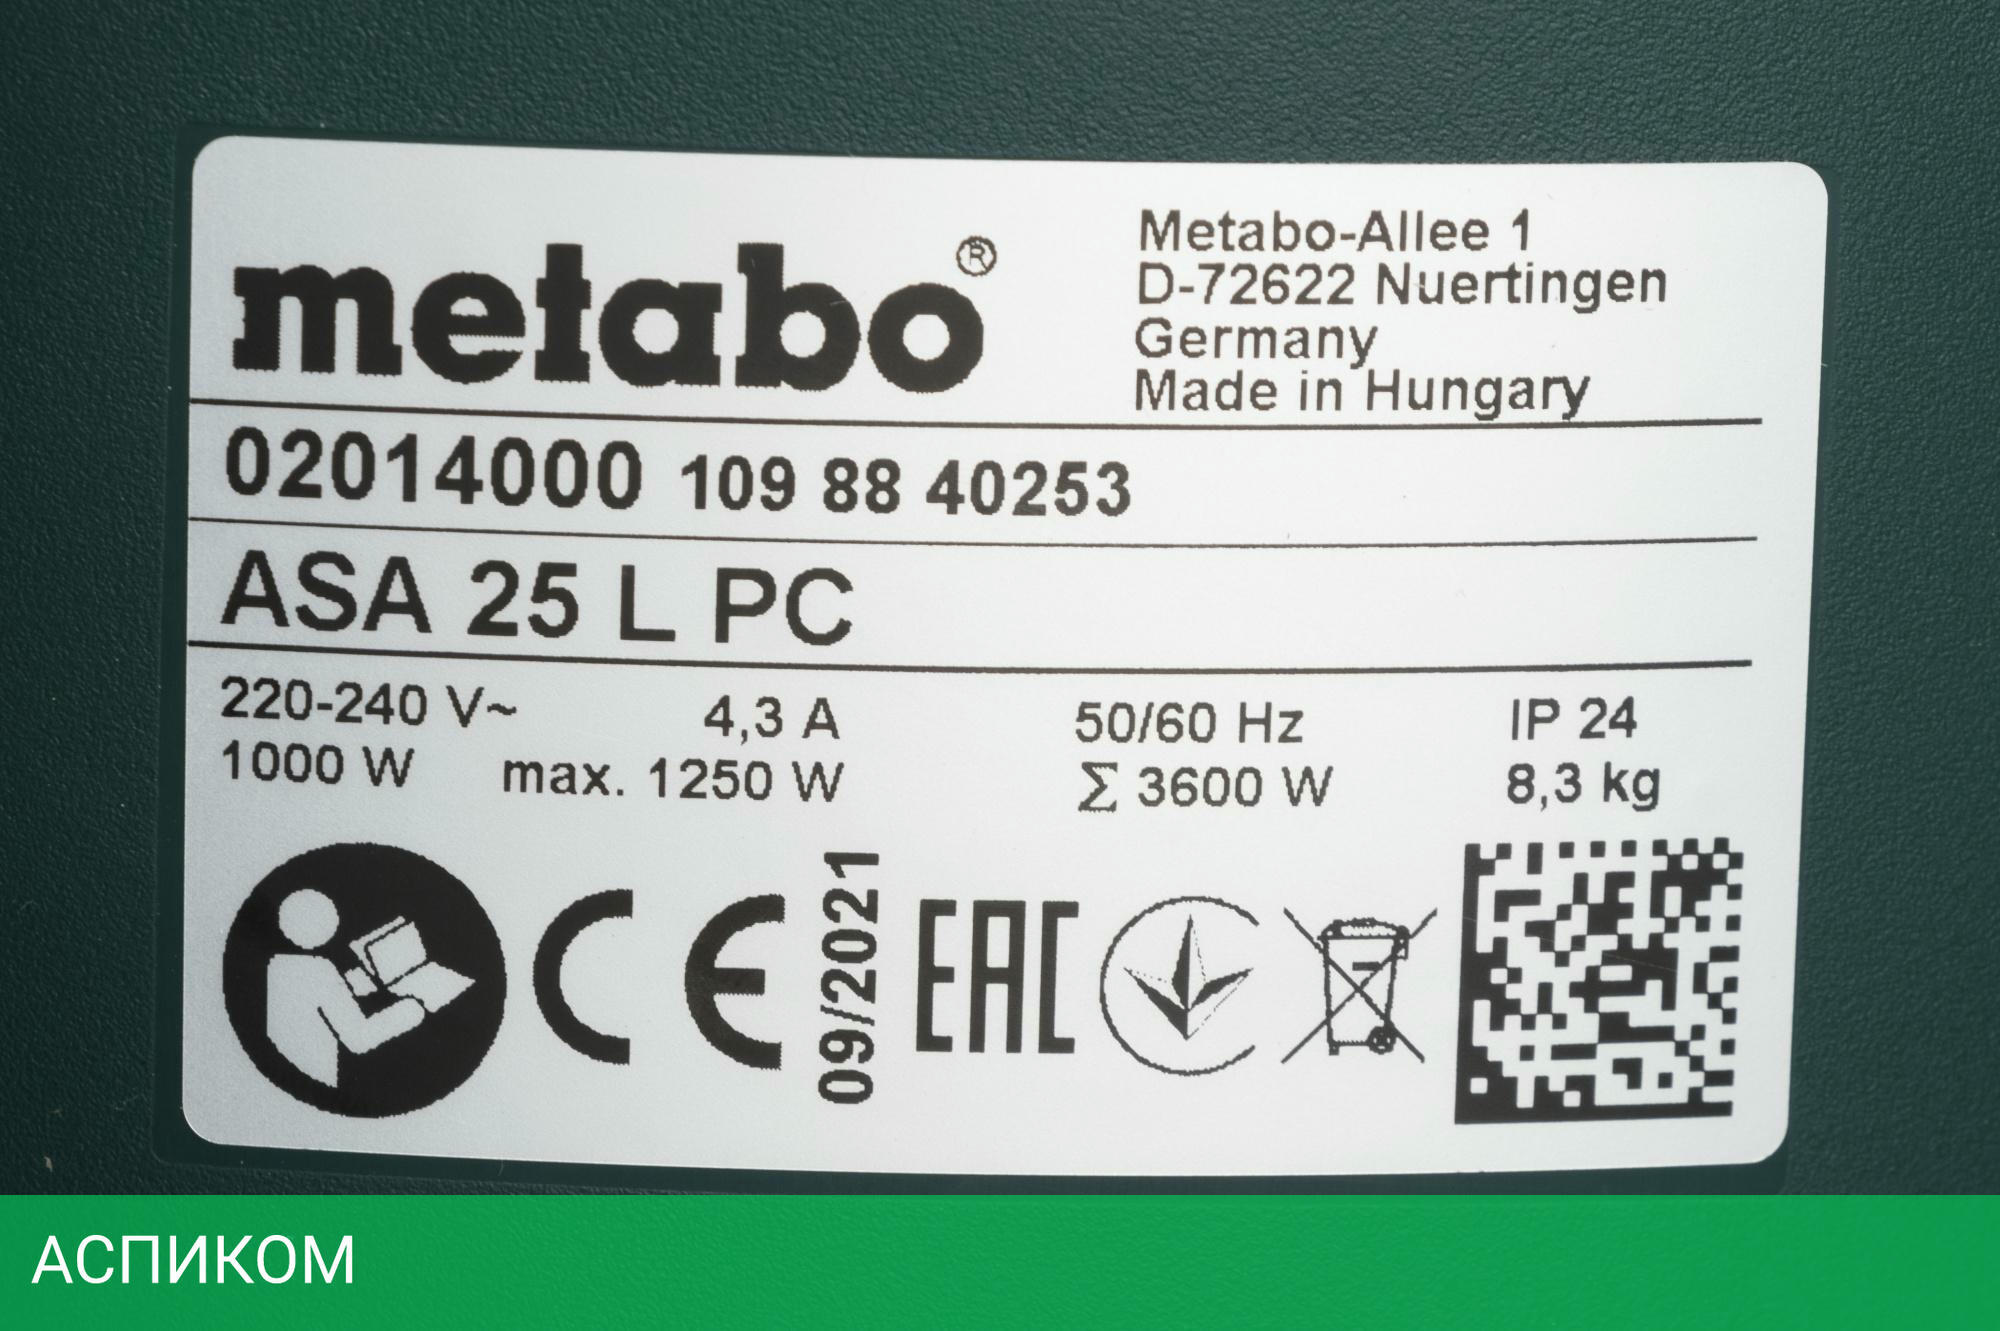 metabo®
Metabo-Allee 1
D-72622 Nuertingen
Germany
Made in Hungary
02014000 109 88 40253
ASA 25 L PC
220-240 V~ 4,3 A 50/60 Hz IP 24
1000 W max. 1250 W Σ 3600 W 8,3 kg
CE
09/2021
EAC
АСПИКОМ